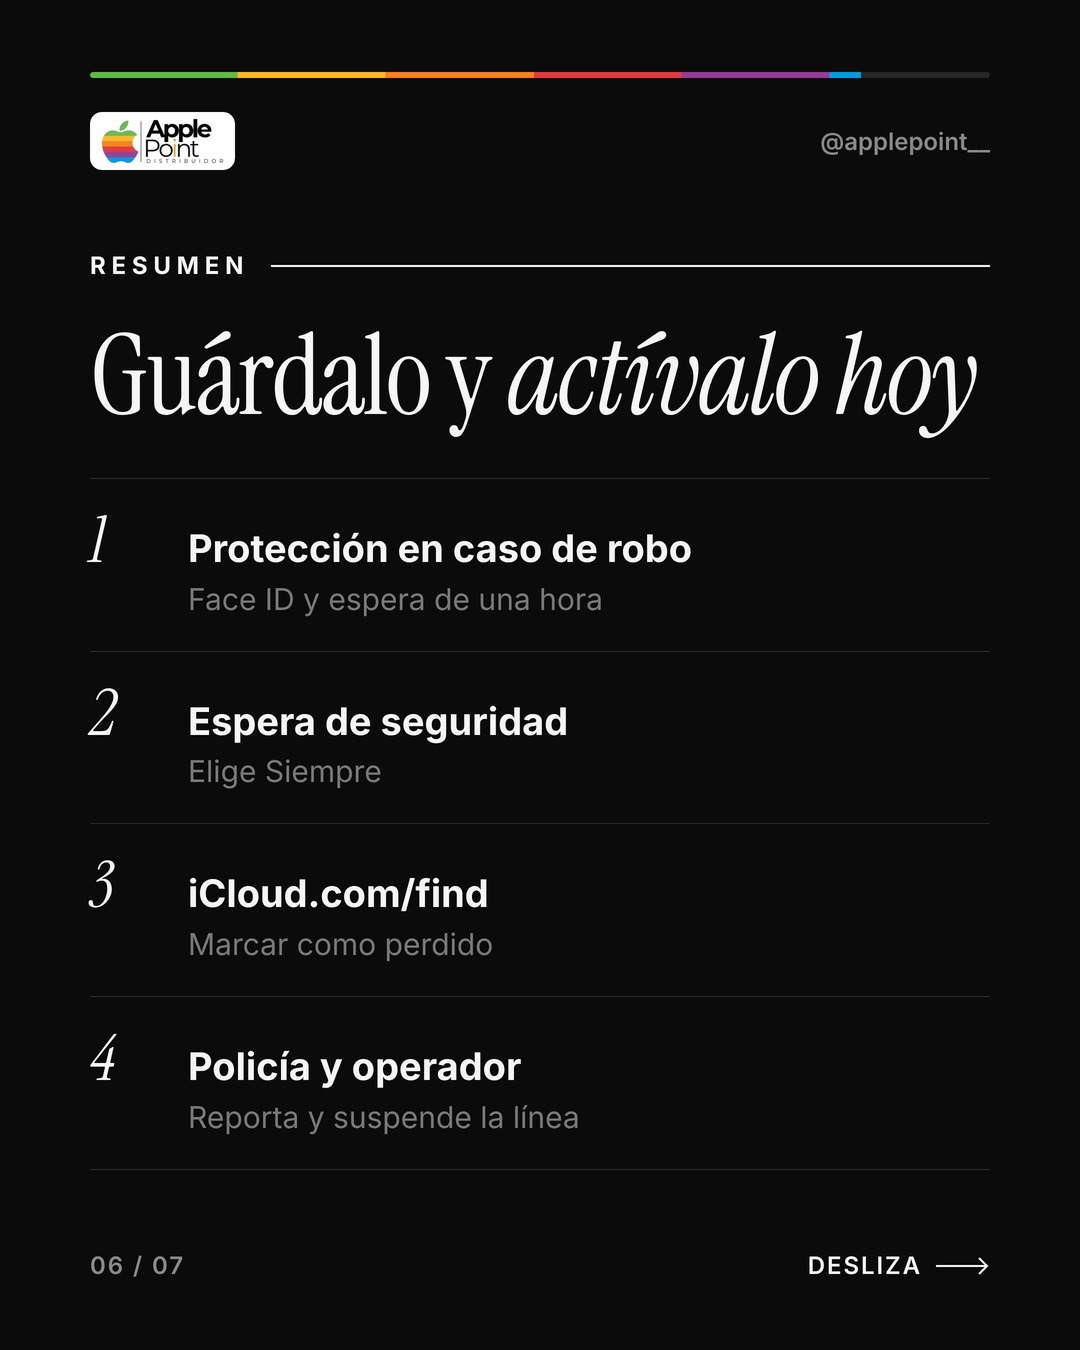 Apple
Point
DISTRIBUIDOR
@applepoint__
RESUMEN
Guárdalo y actívalo hoy
1
Protección en caso de robo
Face ID y espera de una hora
2
Espera de seguridad
Elige Siempre
3
iCloud.com/find
Marcar como perdido
4
Policía y operador
Reporta y suspende la línea
06 / 07
DESLIZA